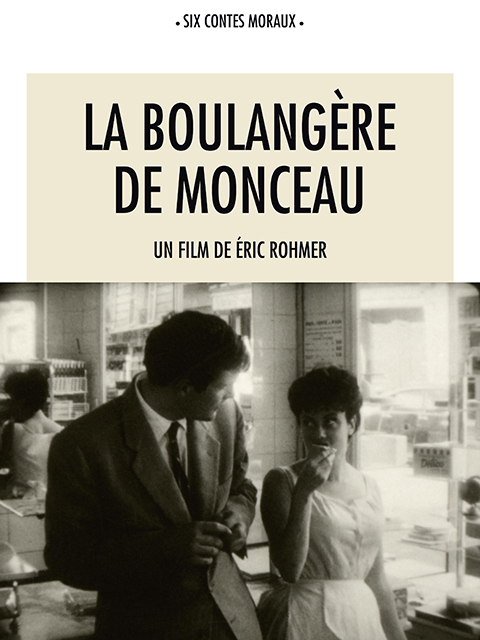 • SIX CONTES MORAUX •
LA BOULANGÈRE
DE MONCEAU
UN FILM DE ÉRIC ROHMER